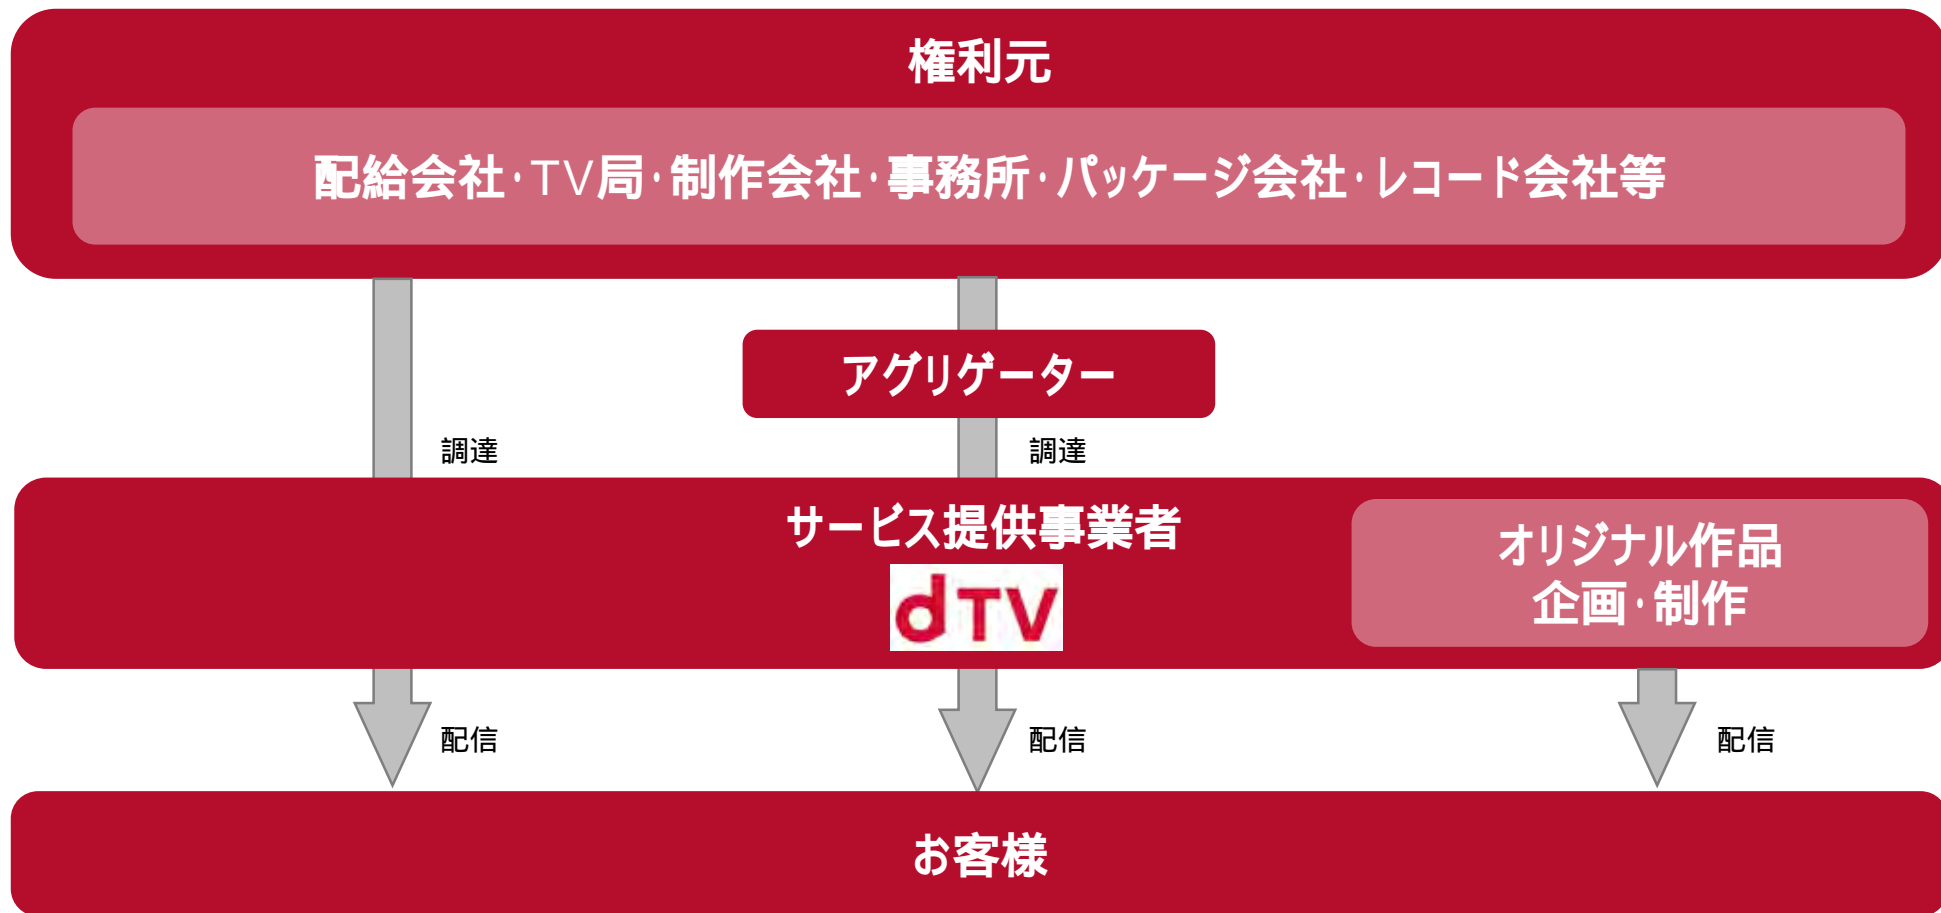 権利元
配給会社･TV局･制作会社･事務所･パッケージ会社･レコード会社等
アグリゲーター
調達
調達
サービス提供事業者
dTV
オリジナル作品
企画･制作
配信
配信
配信
お客様